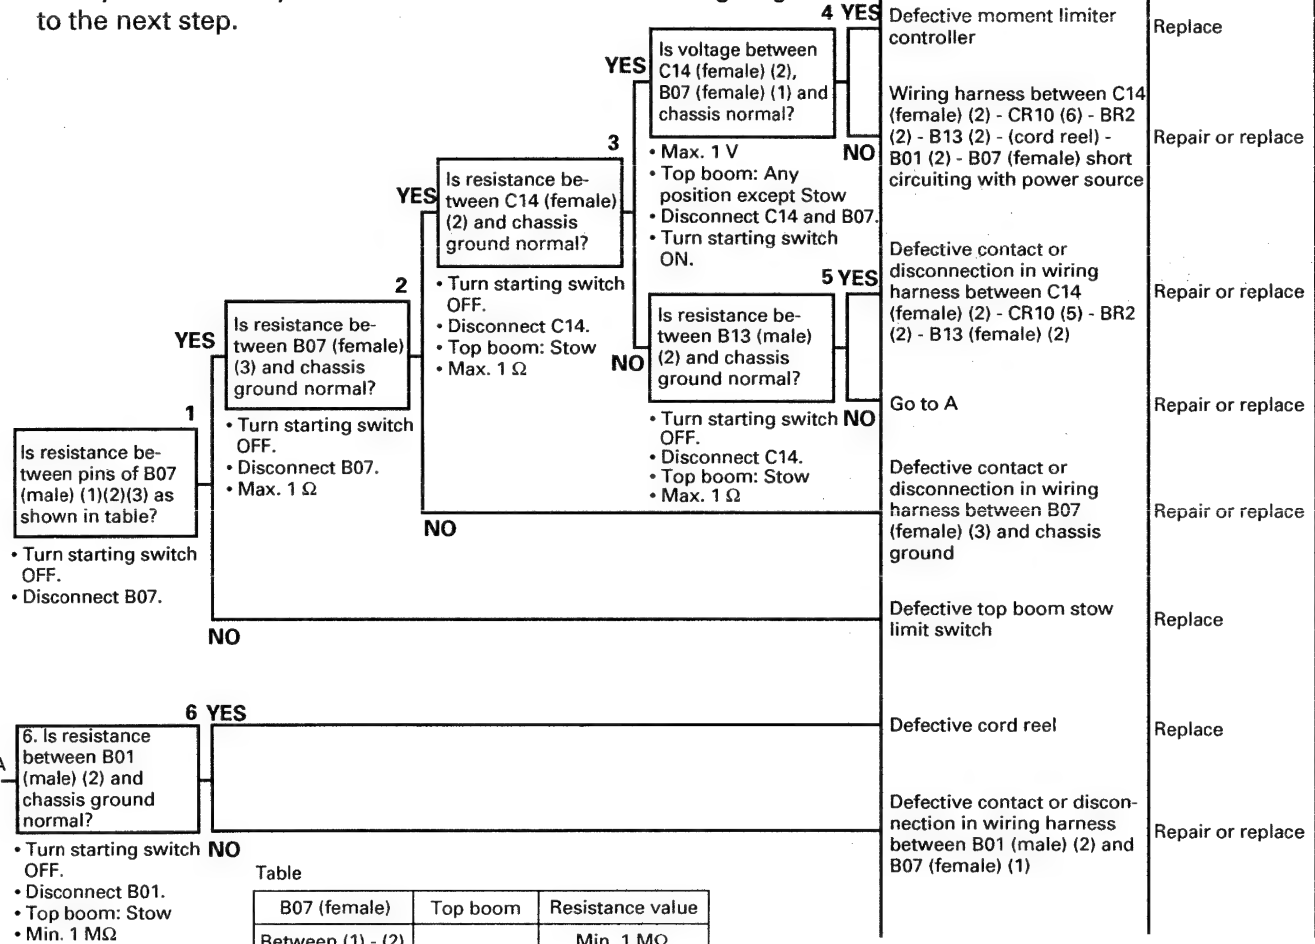 to the next step.
4 YES
Defective moment limiter
controller
Replace
YES
Is voltage between
C14 (female) (2),
B07 (female) (1) and
chassis normal?
• Max. 1 V
• Top boom: Any
position except Stow
• Disconnect C14 and B07.
• Turn starting switch
ON.
NO
Wiring harness between C14
(female) (2) - CR10 (6) - BR2
(2) - B13 (2) - (cord reel) -
B01 (2) - B07 (female) short
circuiting with power source
Repair or replace
3
YES
Is resistance be-
tween C14 (female)
(2) and chassis
ground normal?
• Turn starting switch
OFF.
• Disconnect C14.
• Top boom: Stow
• Max. 1 Ω
NO
5 YES
Is resistance be-
tween B13 (male)
(2) and chassis
ground normal?
• Turn starting switch
OFF.
• Disconnect C14.
• Top boom: Stow
• Max. 1 Ω
NO
Defective contact or
disconnection in wiring
harness between C14
(female) (2) - CR10 (5) - BR2
(2) - B13 (female) (2)
Repair or replace
Go to A
Repair or replace
2
YES
Is resistance be-
tween B07 (female)
(3) and chassis
ground normal?
• Turn starting switch
OFF.
• Disconnect B07.
• Max. 1 Ω
NO
Defective contact or
disconnection in wiring
harness between B07
(female) (3) and chassis
ground
Repair or replace
1
Is resistance be-
tween pins of B07
(male) (1)(2)(3) as
shown in table?
• Turn starting switch
OFF.
• Disconnect B07.
NO
Defective top boom stow
limit switch
Replace
A
6 YES
6. Is resistance
between B01
(male) (2) and
chassis ground
normal?
• Turn starting switch
OFF.
• Disconnect B01.
• Top boom: Stow
• Min. 1 MΩ
NO
Defective cord reel
Replace
Defective contact or discon-
nection in wiring harness
between B01 (male) (2) and
B07 (female) (1)
Repair or replace
Table
B07 (female) Top boom Resistance value
Between (1) - (2) Min. 1 MΩ